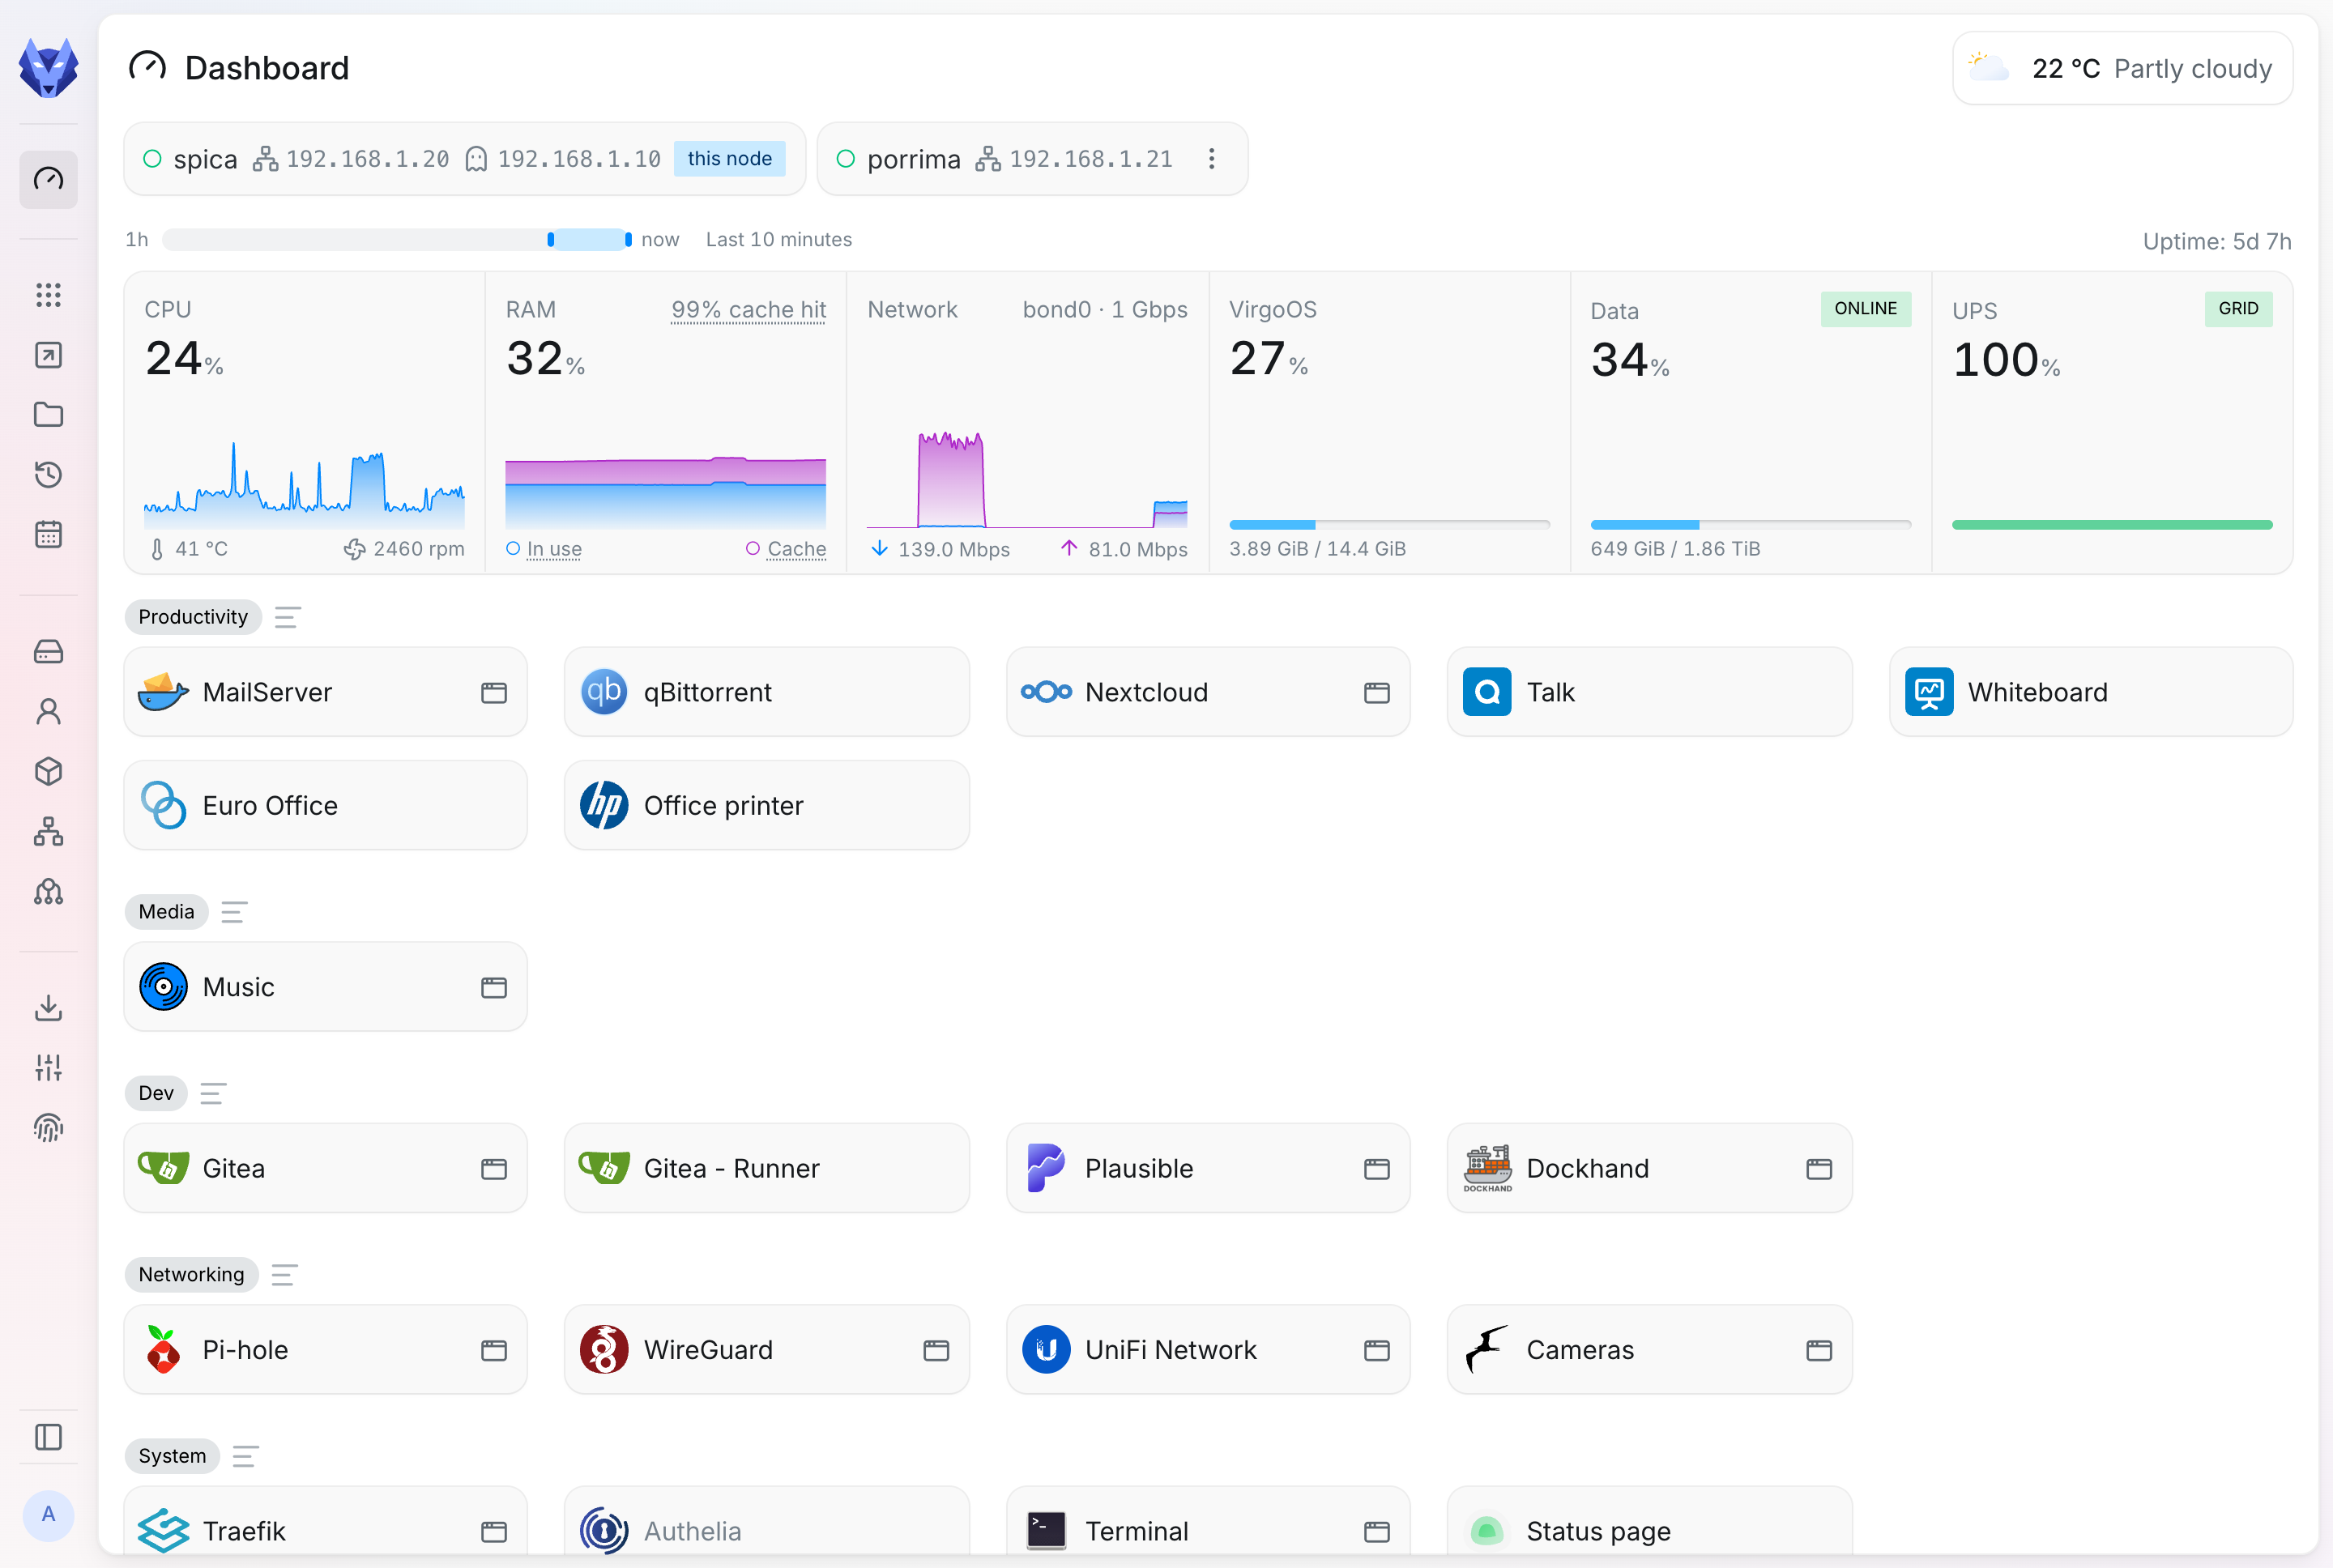 Dashboard
22 °C Partly cloudy
spica 192.168.1.20 192.168.1.10 this node
porrima 192.168.1.21
1h now Last 10 minutes
Uptime: 5d 7h
CPU
24%
41 °C 2460 rpm
RAM 99% cache hit
32%
In use Cache
Network bond0 · 1 Gbps
139.0 Mbps 81.0 Mbps
VirgoOS
27%
3.89 GiB / 14.4 GiB
Data ONLINE
34%
649 GiB / 1.86 TiB
UPS GRID
100%
Productivity
MailServer
qb qBittorrent
Nextcloud
Talk
Whiteboard
Euro Office
hp Office printer
Media
Music
Dev
Gitea
Gitea - Runner
Plausible
DOCKHAND Dockhand
Networking
Pi-hole
WireGuard
U UniFi Network
Cameras
System
Traefik
Authelia
>_ Terminal
Status page
A